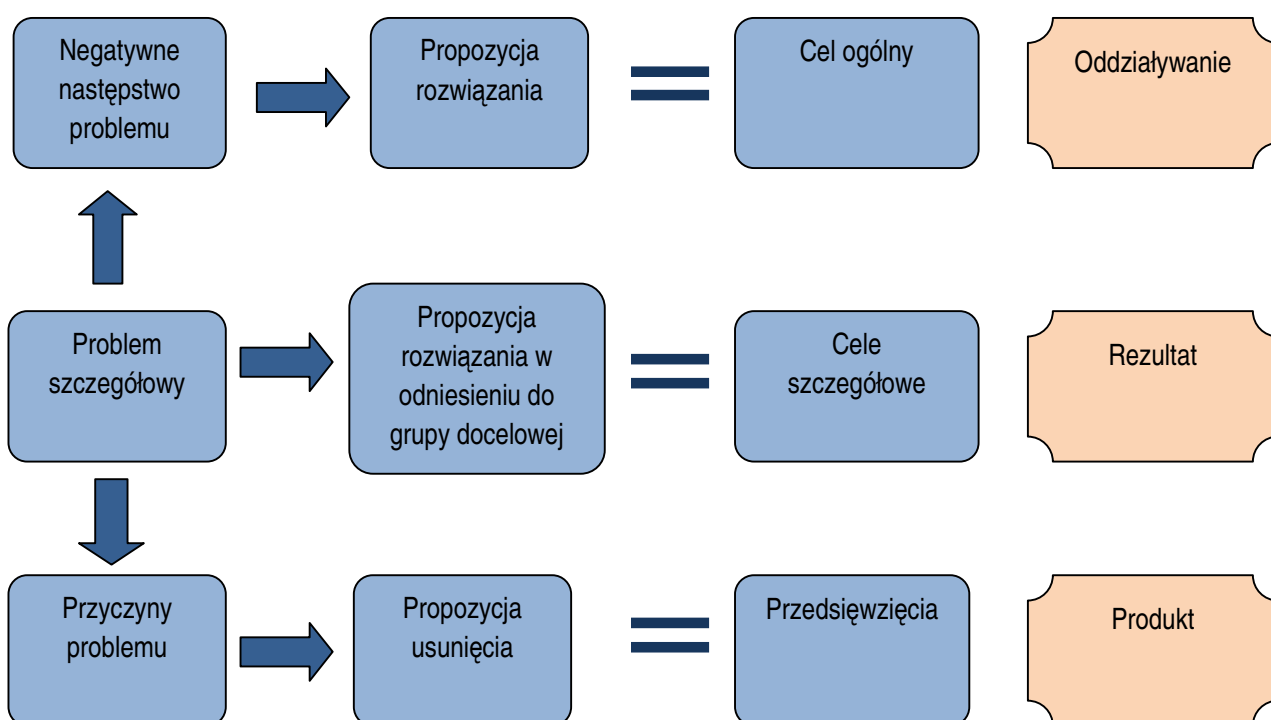 Negatywne
następstwo
problemu
Propozycja
rozwiązania
Cel ogólny
Oddziaływanie
Problem
szczegółowy
Propozycja
rozwiązania w
odniesieniu do
grupy docelowej
Cele
szczegółowe
Rezultat
Przyczyny
problemu
Propozycja
usunięcia
Przedsięwzięcia
Produkt